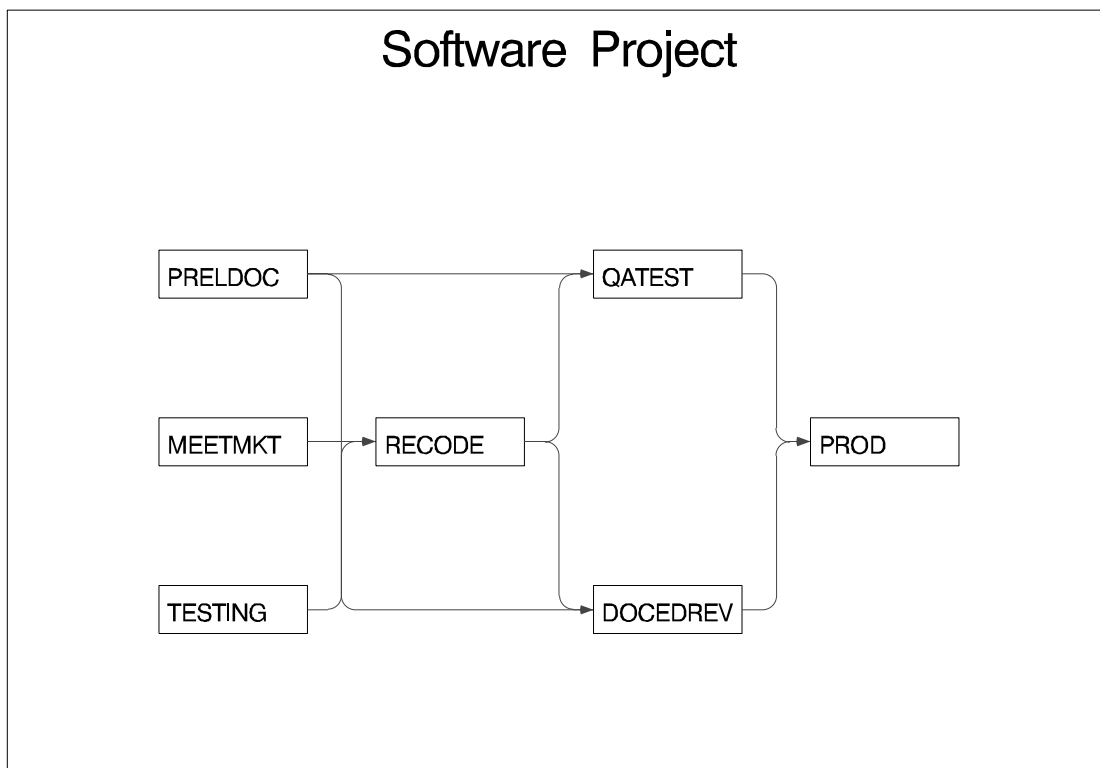 Software Project
PRELDOC
QATEST
MEETMKT
RECODE
PROD
TESTING
DOCEDREV